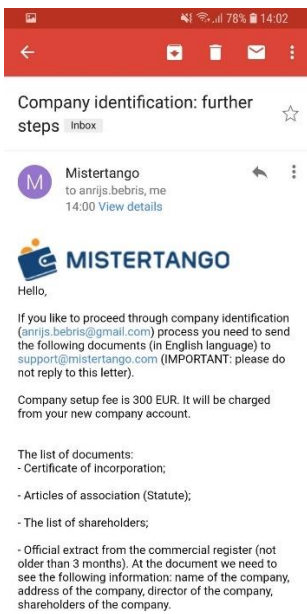 78% 14:02
Company identification: further
steps Inbox
M
Mistertango
to anrijs.bebris, me
14:00 View details
MISTERTANGO
Hello,
If you like to proceed through company identification
(anrijs.bebris@gmail.com) process you need to send
the following documents (in English language) to
support@mistertango.com (IMPORTANT: please do
not reply to this letter).
Company setup fee is 300 EUR. It will be charged
from your new company account.
The list of documents:
- Certificate of incorporation;
- Articles of association (Statute);
- The list of shareholders;
- Official extract from the commercial register (not
older than 3 months). At the document we need to
see the following information: name of the company,
address of the company, director of the company,
shareholders of the company.